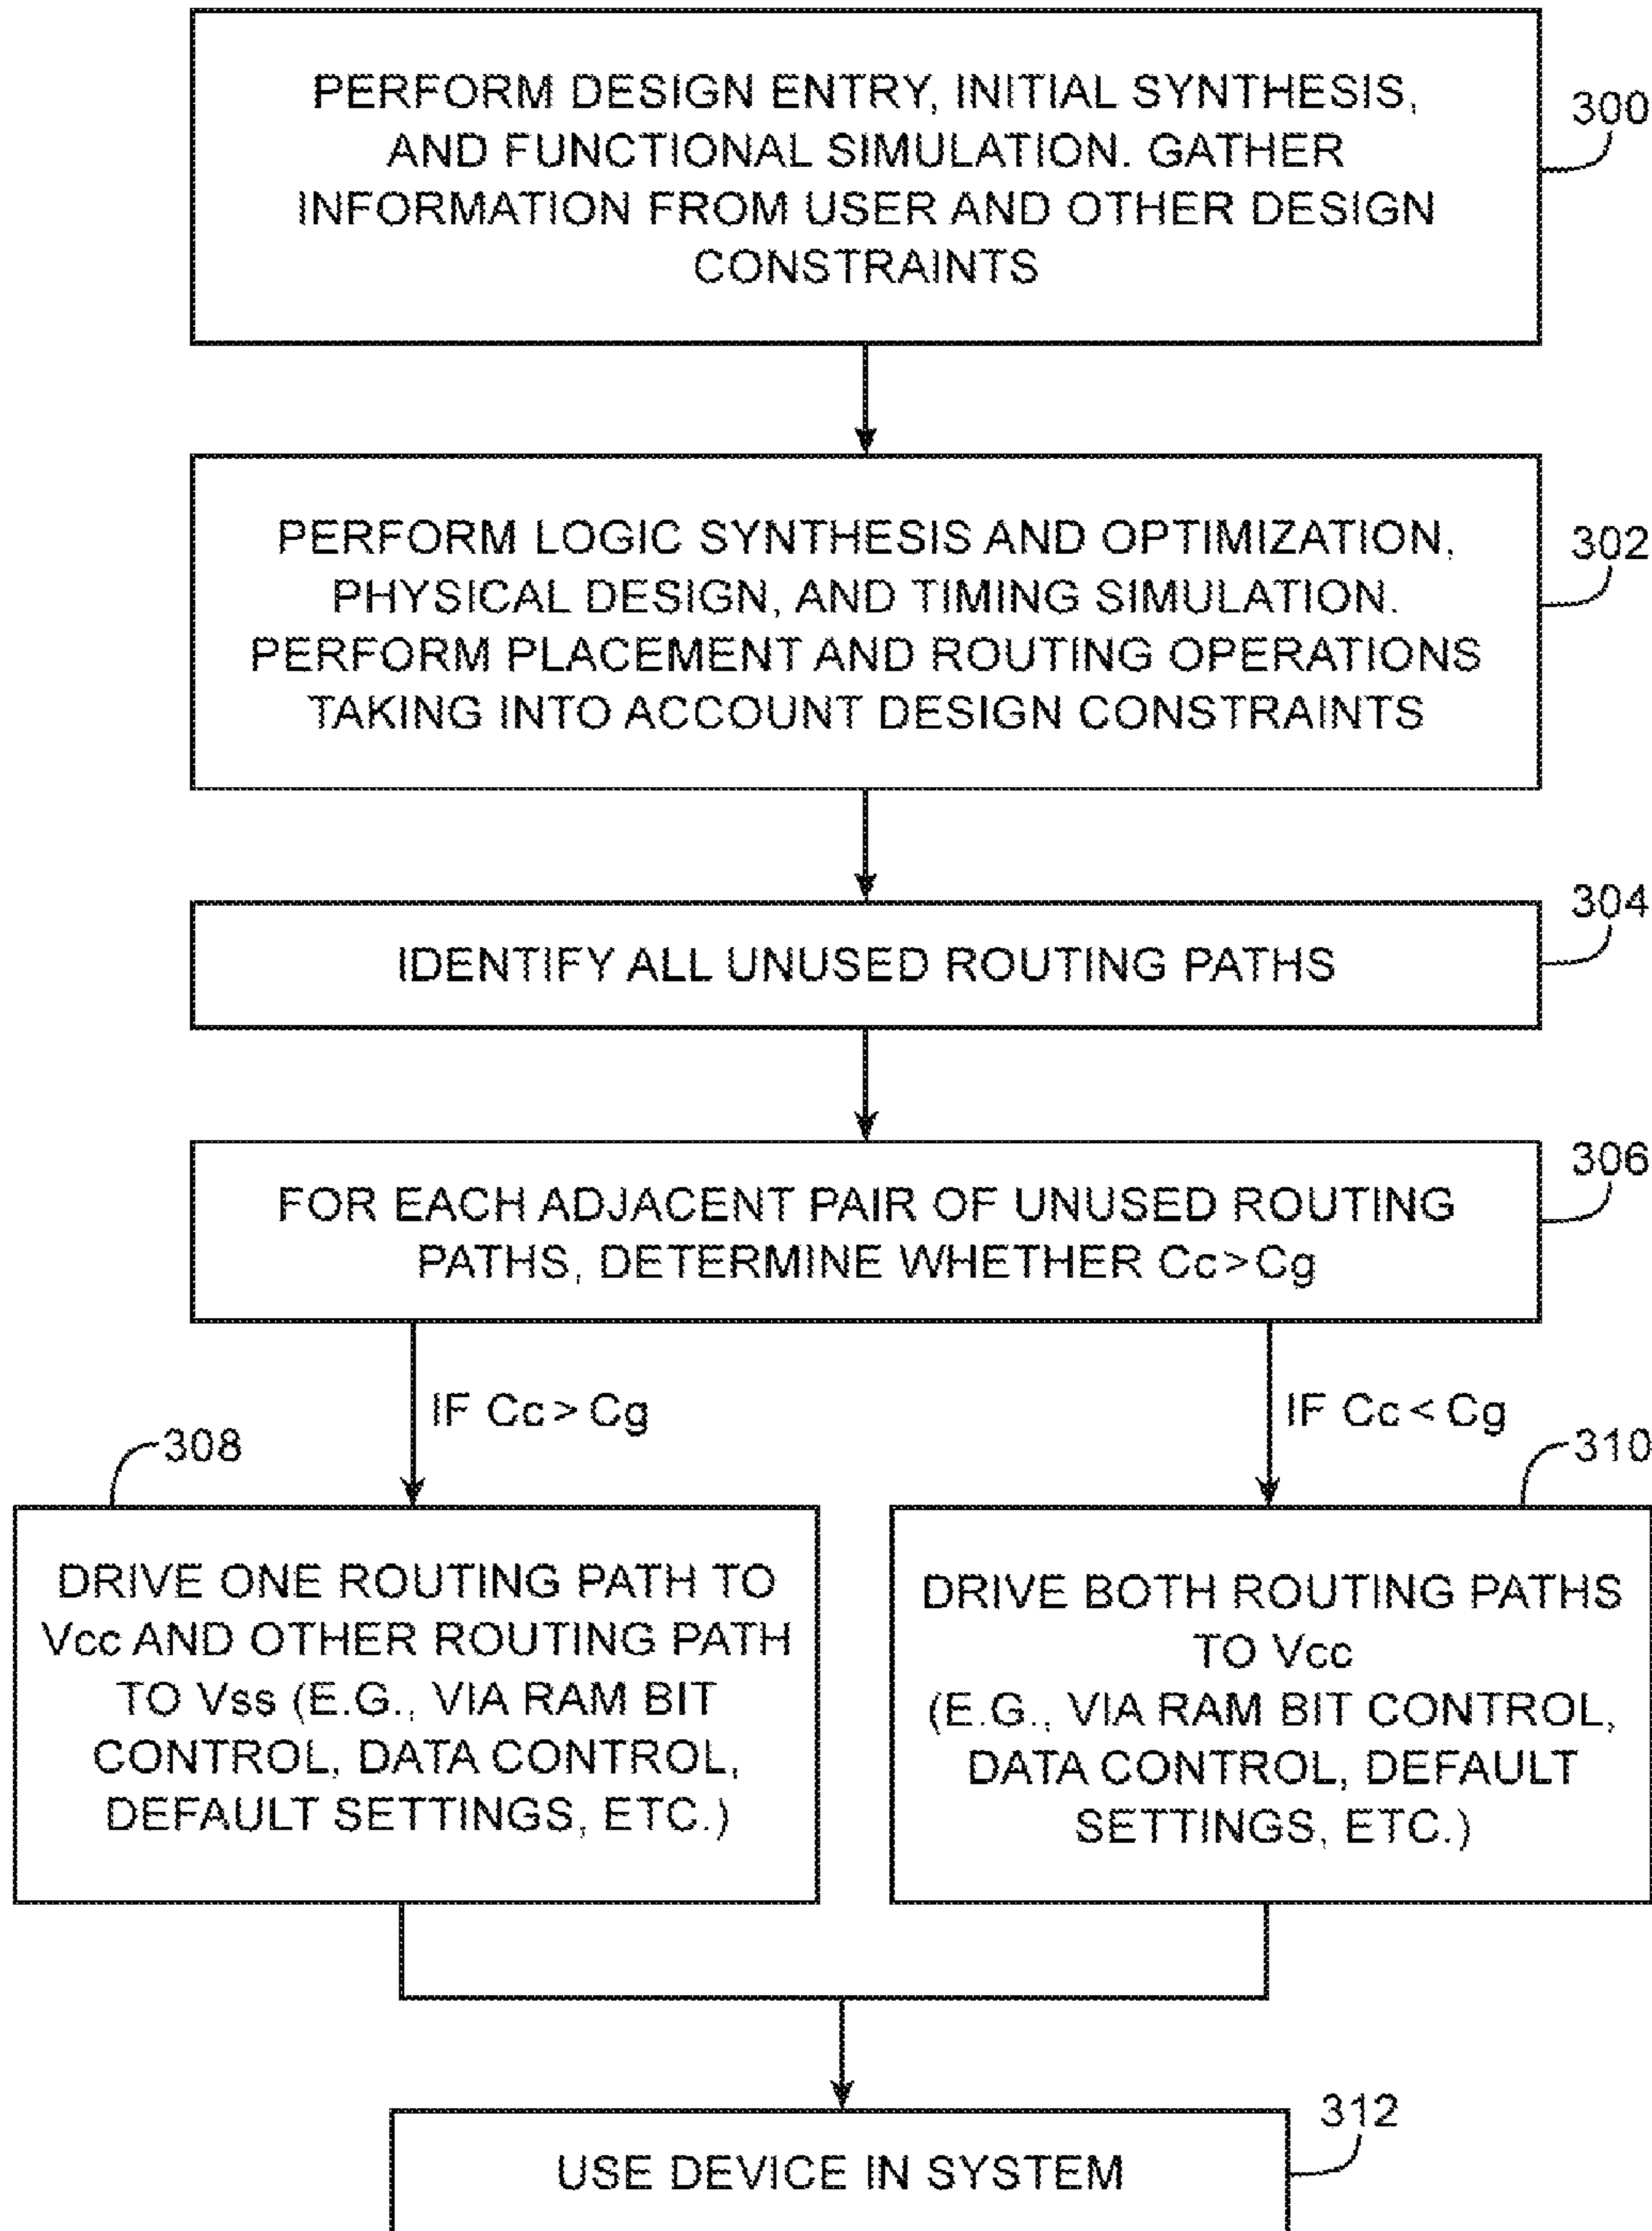 PERFORM DESIGN ENTRY, INITIAL SYNTHESIS,
AND FUNCTIONAL SIMULATION. GATHER
INFORMATION FROM USER AND OTHER DESIGN
CONSTRAINTS
300
PERFORM LOGIC SYNTHESIS AND OPTIMIZATION,
PHYSICAL DESIGN, AND TIMING SIMULATION.
PERFORM PLACEMENT AND ROUTING OPERATIONS
TAKING INTO ACCOUNT DESIGN CONSTRAINTS
302
IDENTIFY ALL UNUSED ROUTING PATHS
304
FOR EACH ADJACENT PAIR OF UNUSED ROUTING
PATHS, DETERMINE WHETHER Cc>Cg
306
IF Cc > Cg
IF Cc < Cg
308
DRIVE ONE ROUTING PATH TO
Vcc AND OTHER ROUTING PATH
TO Vss (E.G., VIA RAM BIT
CONTROL, DATA CONTROL,
DEFAULT SETTINGS, ETC.)
310
DRIVE BOTH ROUTING PATHS
TO Vcc
(E.G., VIA RAM BIT CONTROL,
DATA CONTROL, DEFAULT
SETTINGS, ETC.)
312
USE DEVICE IN SYSTEM